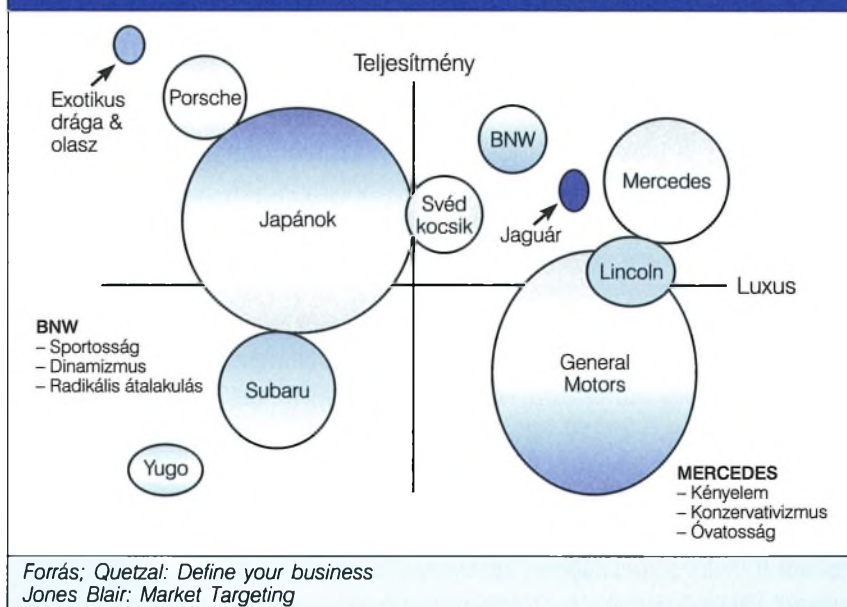 Teljesítmény
Exotikus
drága &
olasz
Porsche
BNW
Mercedes
Japánok
Svéd
kocsik
Jaguár
Lincoln
Luxus
BNW
– Sportosság
– Dinamizmus
– Radikális átalakulás
Subaru
General
Motors
Yugo
MERCEDES
– Kényelem
– Konzervativizmus
– Óvatosság
Forrás; Quetzal: Define your business
Jones Blair: Market Targeting